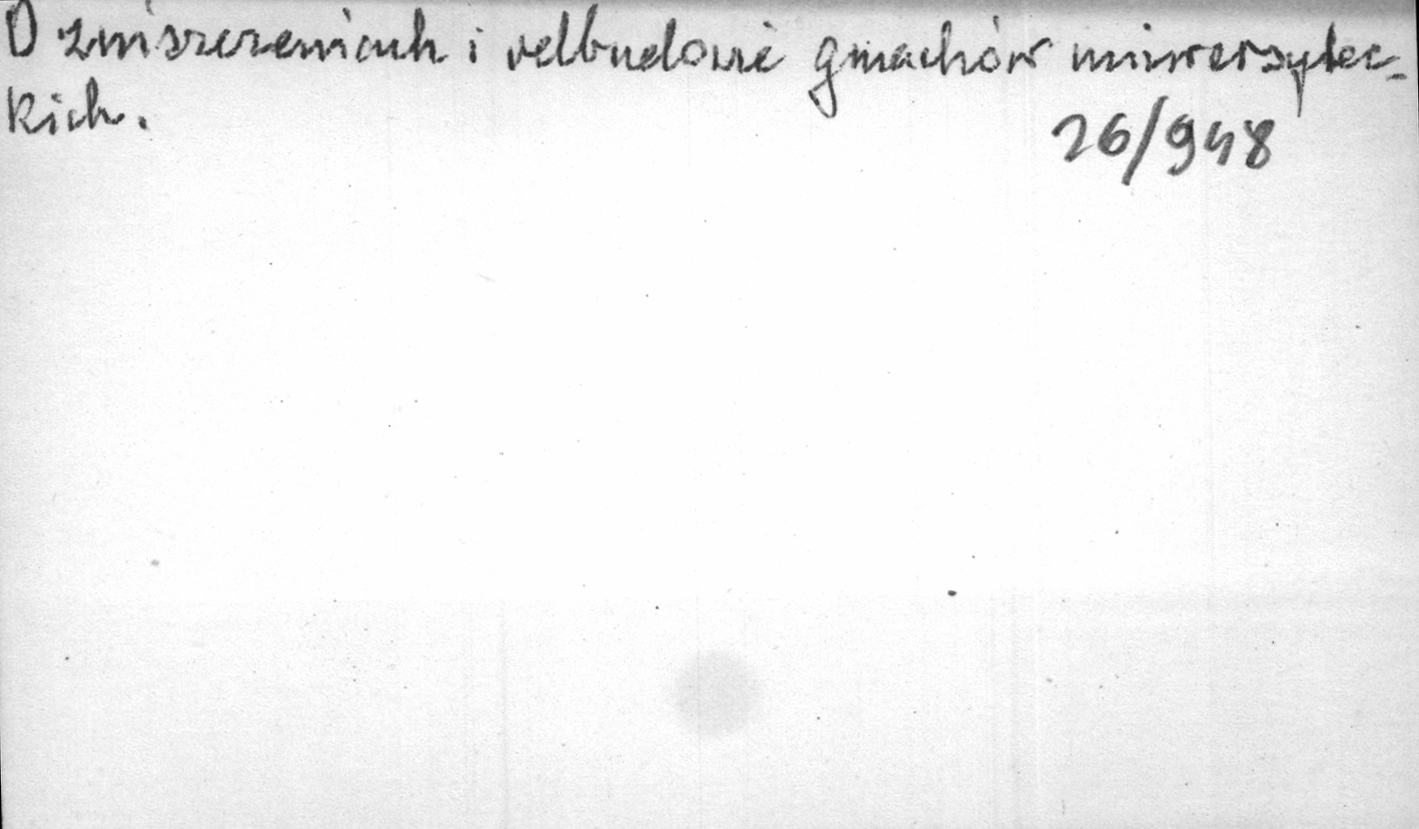 O zniszczeniach i odbudowie gmachów uniwersytec-
kich.
26/948